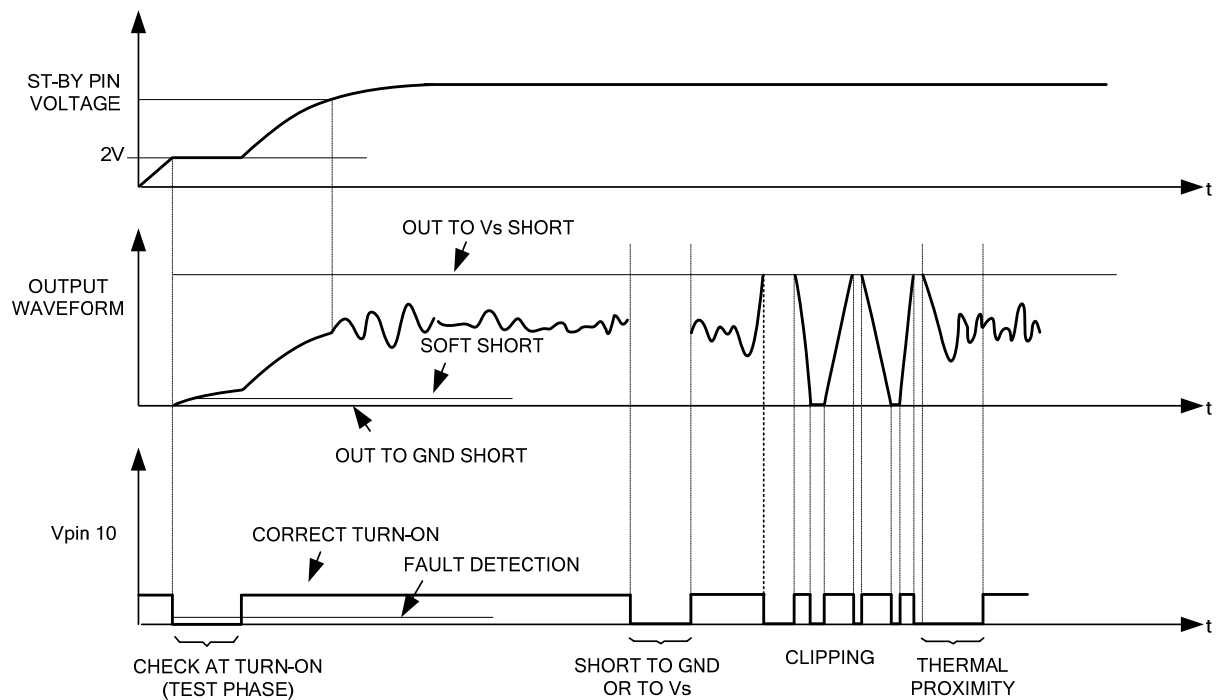 ST-BY PIN
VOLTAGE
2V
t
OUT TO Vs SHORT
OUTPUT
WAVEFORM
SOFT SHORT
t
OUT TO GND SHORT
Vpin 10
CORRECT TURN-ON
FAULT DETECTION
t
CHECK AT TURN-ON
(TEST PHASE)
SHORT TO GND
OR TO Vs
CLIPPING
THERMAL
PROXIMITY